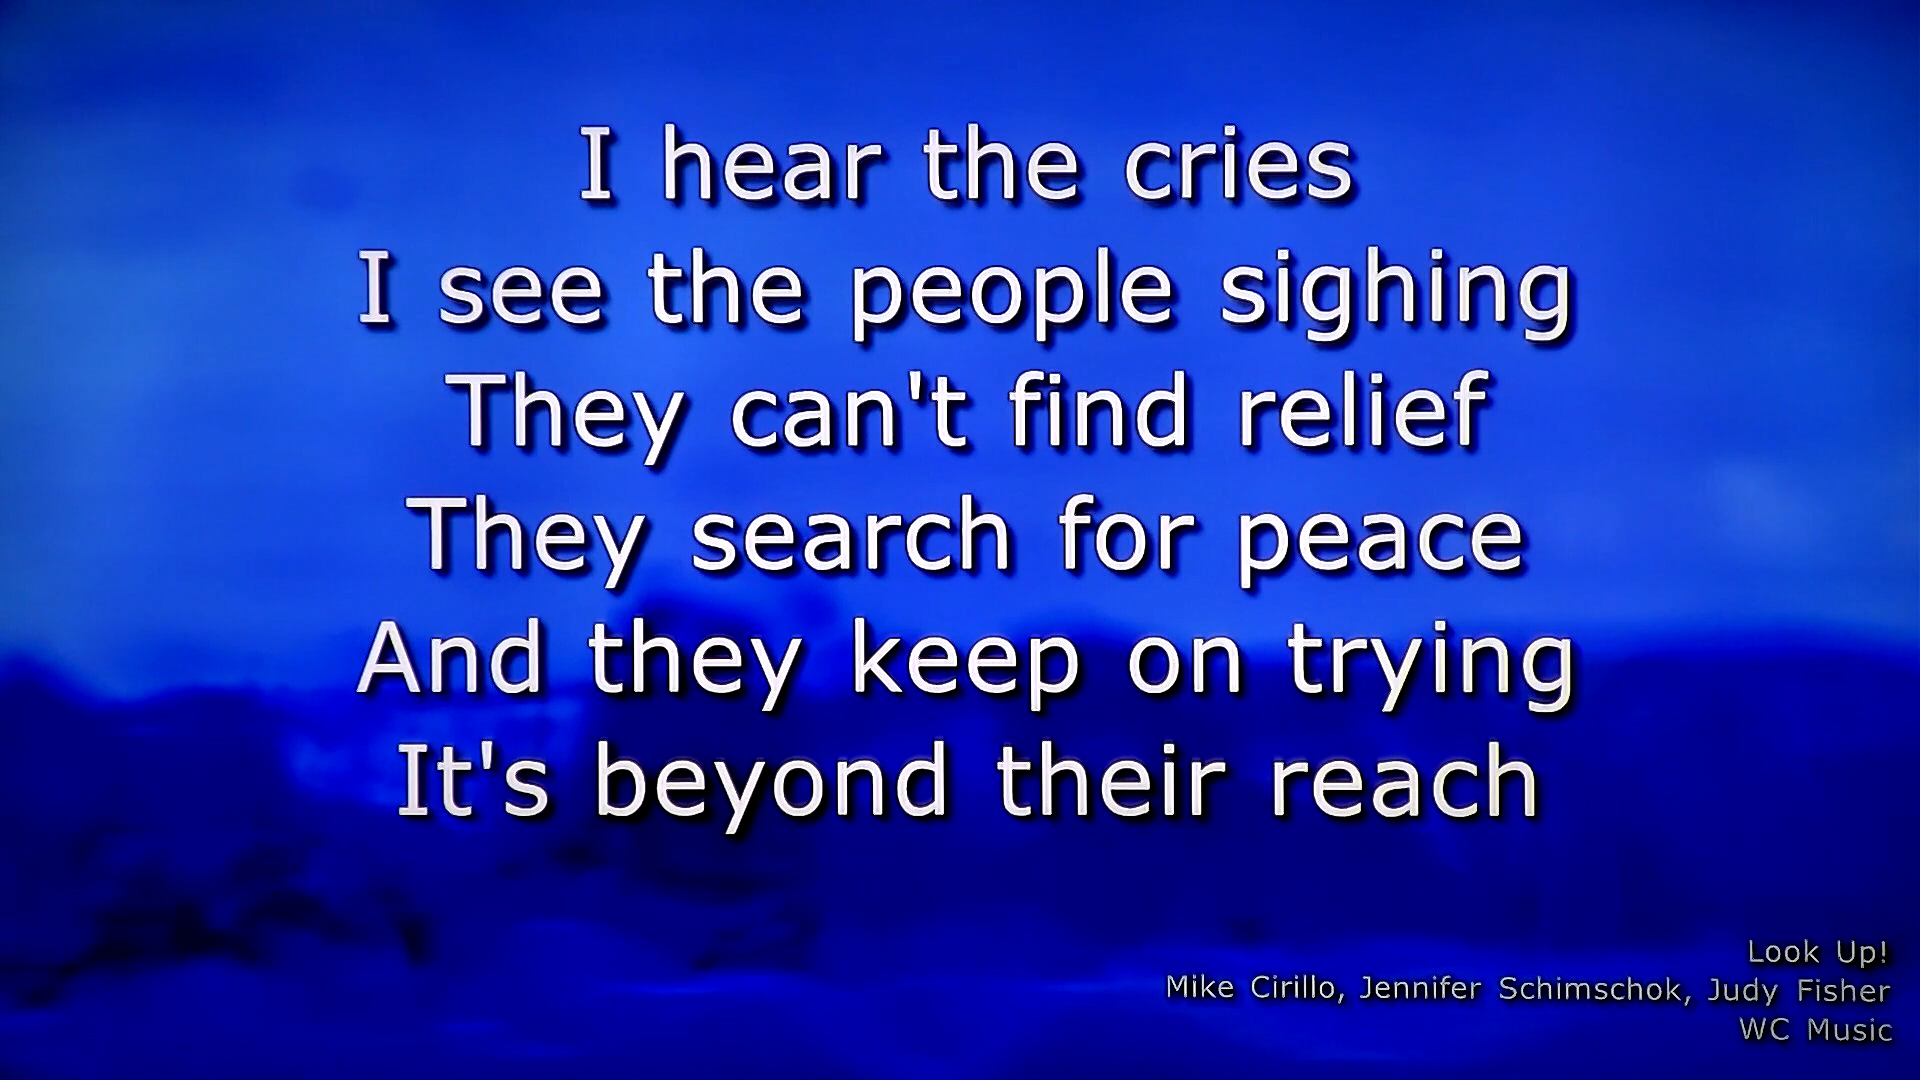 I hear the cries
I see the people sighing
They can't find relief
They search for peace
And they keep on trying
It's beyond their reach
Look Up!
Mike Cirillo, Jennifer Schimschok, Judy Fisher
WC Music